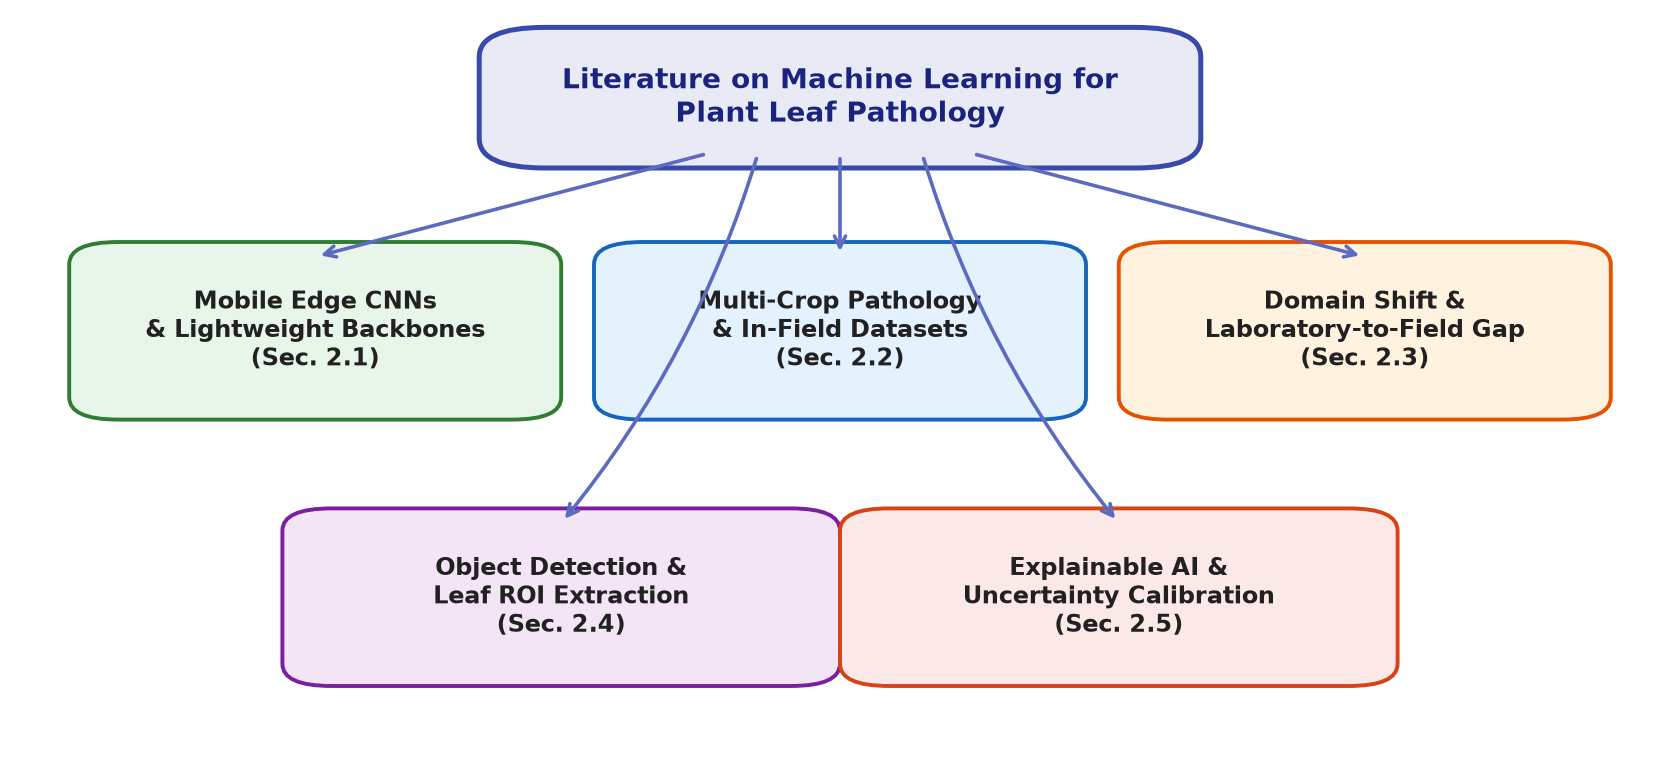 Literature on Machine Learning for
Plant Leaf Pathology
Mobile Edge CNNs
& Lightweight Backbones
(Sec. 2.1)
Multi-Crop Pathology
& In-Field Datasets
(Sec. 2.2)
Domain Shift &
Laboratory-to-Field Gap
(Sec. 2.3)
Object Detection &
Leaf ROI Extraction
(Sec. 2.4)
Explainable AI &
Uncertainty Calibration
(Sec. 2.5)